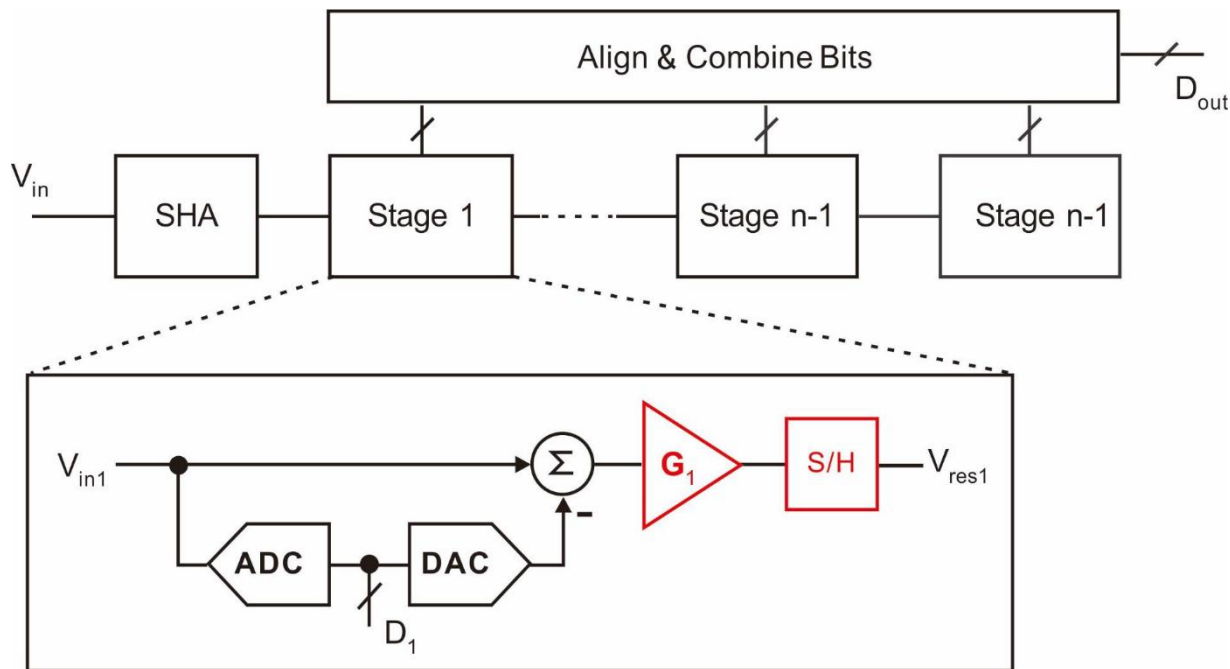 Align & Combine Bits
D_out
V_in
SHA
Stage 1
Stage n-1
Stage n-1
V_in1
Σ
G_1
S/H
V_res1
-
ADC
DAC
D_1